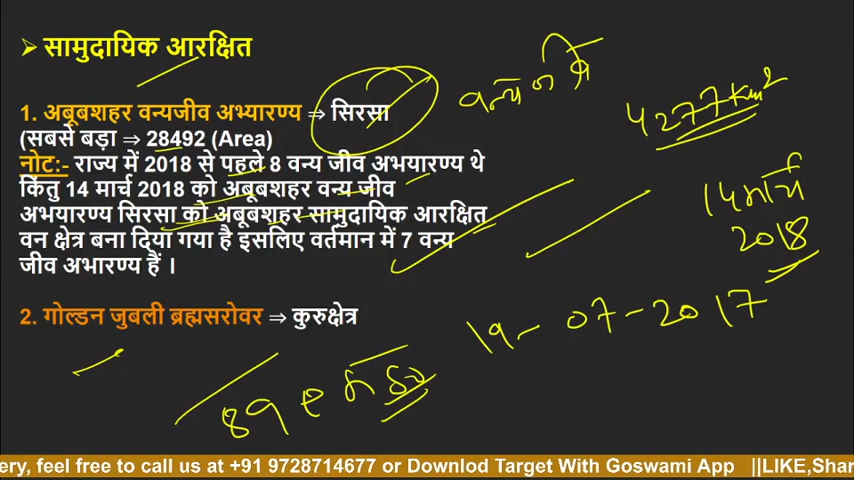 ➢ सामुदायिक आरक्षित
1. अबूबशहर वन्यजीव अभ्यारण्य ⇒ सिरसा
(सबसे बड़ा ⇒ 28492 (Area)
नोट:- राज्य में 2018 से पहले 8 वन्य जीव अभयारण्य थे
किंतु 14 मार्च 2018 को अबूबशहर वन्य जीव
अभयारण्य सिरसा को अबूबशहर सामुदायिक आरक्षित
वन क्षेत्र बना दिया गया है इसलिए वर्तमान में 7 वन्य
जीव अभारण्य हैं ।
4277 Km²
14 मार्च
2018
2. गोल्डन जुबली ब्रह्मसरोवर ⇒ कुरुक्षेत्र
19-07-2017
ery, feel free to call us at +91 9728714677 or Downlod Target With Goswami App ||LIKE,Shar